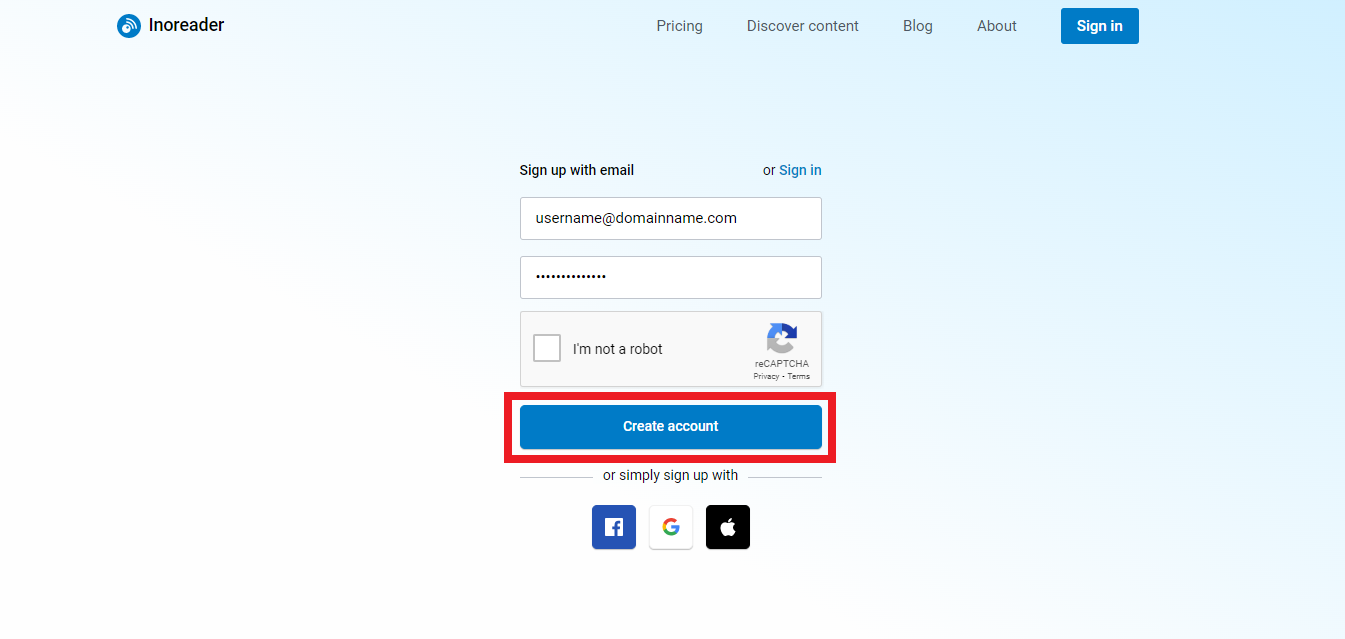 Inoreader
Pricing Discover content Blog About Sign in
Sign up with email or Sign in
username@domainname.com
••••••••••••••
I'm not a robot
reCAPTCHA
Privacy - Terms
Create account
or simply sign up with